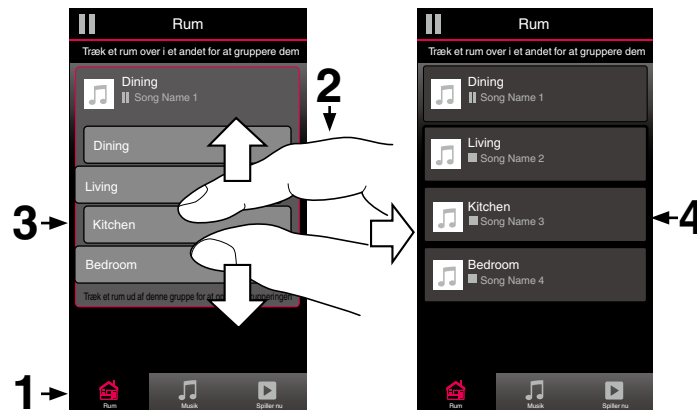 Rum
Træk et rum over i et andet for at gruppere dem
Dining
Song Name 1
2
Dining
Living
3
Kitchen
Bedroom
Træk et rum ud af denne gruppe for at
1
Rum
Musik
Spiller nu
Rum
Træk et rum over i et andet for at gruppere dem
Dining
Song Name 1
Living
Song Name 2
Kitchen
Song Name 3
4
Bedroom
Song Name 4
Rum
Musik
Spiller nu